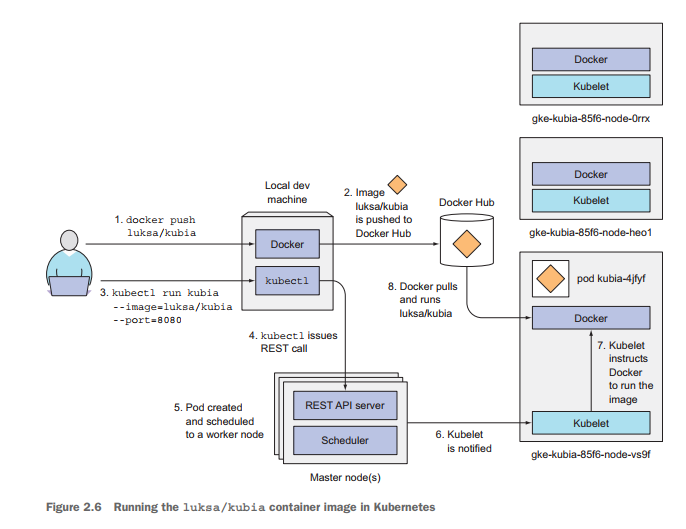 Docker
Kubelet
gke-kubia-85f6-node-0rrx
Docker
Kubelet
gke-kubia-85f6-node-heo1
Local dev
machine
1. docker push
luksa/kubia
Docker
kubectl
2. Image
luksa/kubia
is pushed to
Docker Hub
Docker Hub
3. kubectl run kubia
--image=luksa/kubia
--port=8080
4. kubectl issues
REST call
5. Pod created
and scheduled
to a worker node
REST API server
Scheduler
Master node(s)
6. Kubelet
is notified
pod kubia-4jfyf
Docker
7. Kubelet
instructs
Docker
to run the
image
8. Docker pulls
and runs
luksa/kubia
Kubelet
gke-kubia-85f6-node-vs9f
Figure 2.6 Running the luksa/kubia container image in Kubernetes